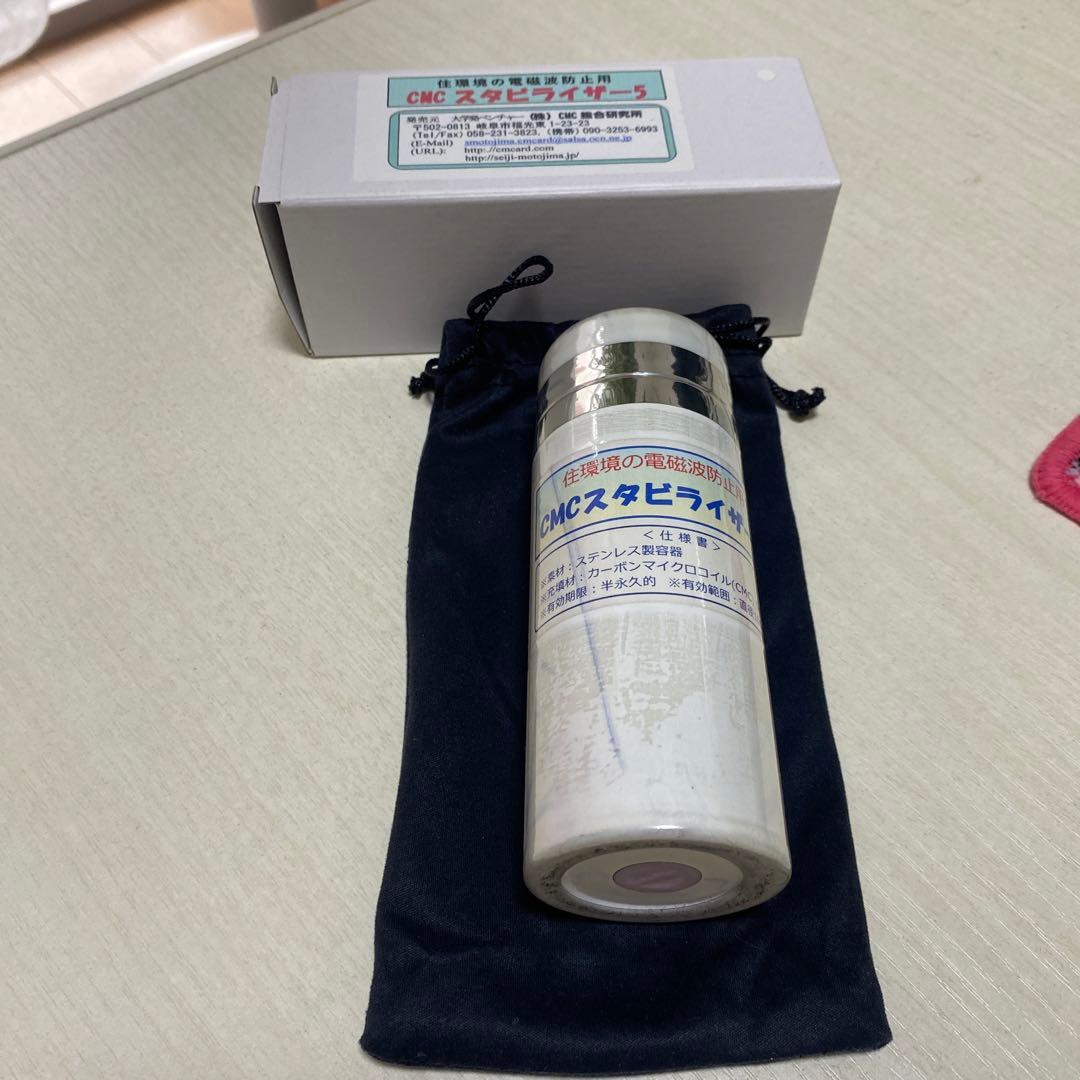 住環境の電磁波防止用
CMC スタビライザー5
発売元 大学発ベンチャー (株) CMC 総合研究所
〒502-0813 岐阜市福光東 1-23-23
(Tel/Fax) 058-231-3823, (携帯) 090-3253-6993
(E-Mail) smotojima.cmcard@salsa.ocn.ne.jp
(URL): http://cmcard.com
http://seiji-motojima.jp/
住環境の電磁波防止用
CMCスタビライザー
<仕様書>
※素材:ステンレス製容器
※充填材:カーボンマイクロコイル(CMC)
※有効期限:半永久的 ※有効範囲:直径